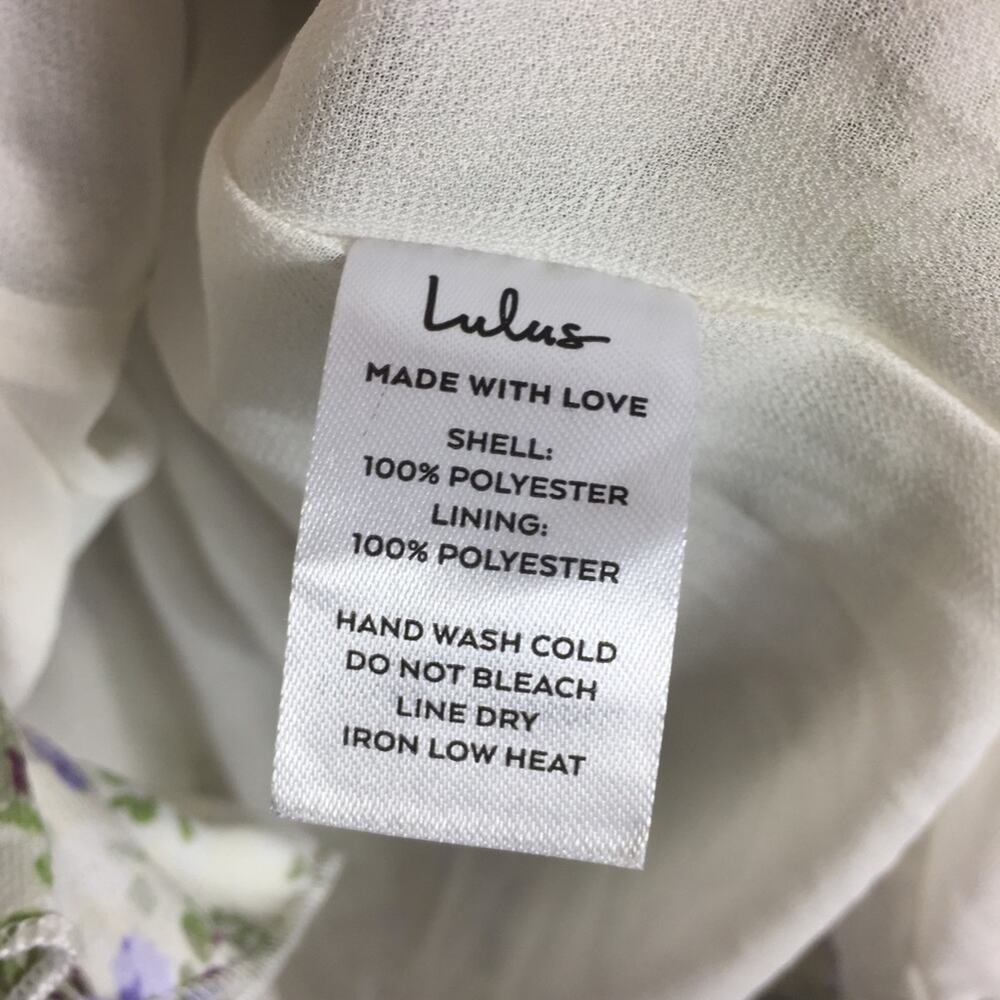 Lulus
MADE WITH LOVE
SHELL:
100% POLYESTER
LINING:
100% POLYESTER
HAND WASH COLD
DO NOT BLEACH
LINE DRY
IRON LOW HEAT